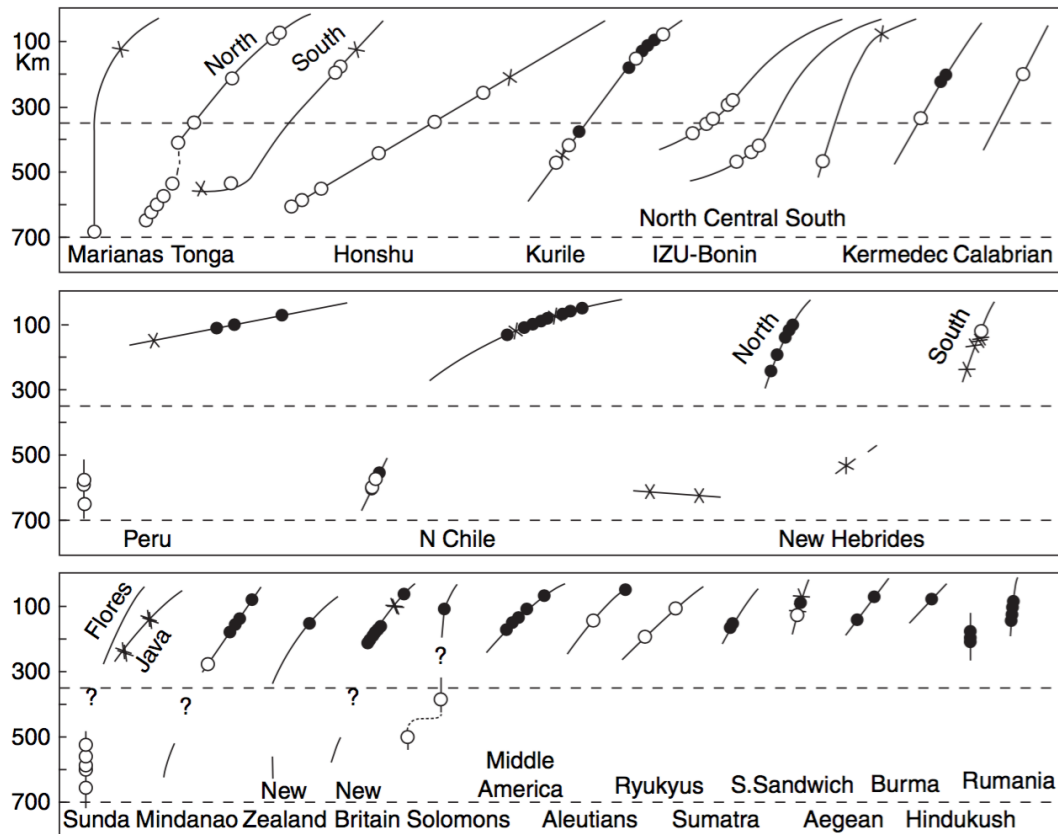 100
Km
300
500
700
North
South
North Central South
Marianas Tonga Honshu Kurile IZU-Bonin Kermedec Calabrian
100
300
500
700
North
South
Peru N Chile New Hebrides
100
300
500
700
Flores
Java
?
?
?
?
Middle
America
New New Ryukyus S.Sandwich Burma Rumania
Sunda Mindanao Zealand Britain Solomons Aleutians Sumatra Aegean Hindukush